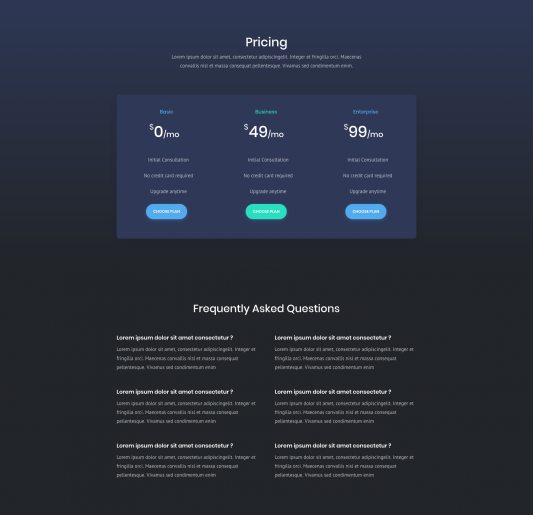 Pricing
Lorem ipsum dolor sit amet, consectetur adipiscingelit. Integer et fringilla orci. Maecenas
convallis nisi et massa consequat pellentesque. Vivamus sed condimentum enim.
Basic
$0/mo
Initial Consultation
No credit card required
Upgrade anytime
CHOOSE PLAN
Business
$49/mo
Initial Consultation
No credit card required
Upgrade anytime
CHOOSE PLAN
Enterprise
$99/mo
Initial Consultation
No credit card required
Upgrade anytime
CHOOSE PLAN
Frequently Asked Questions
Lorem ipsum dolor sit amet consectetur ?
Lorem ipsum dolor sit amet, consectetur adipiscingelit. Integer et
fringilla orci. Maecenas convallis nisl et massa consequat
pellentesque. Vivamus sed condimentum enim
Lorem ipsum dolor sit amet consectetur ?
Lorem ipsum dolor sit amet, consectetur adipiscingelit. Integer et
fringilla orci. Maecenas convallis nisl et massa consequat
pellentesque. Vivamus sed condimentum enim
Lorem ipsum dolor sit amet consectetur ?
Lorem ipsum dolor sit amet, consectetur adipiscingelit. Integer et
fringilla orci. Maecenas convallis nisl et massa consequat
pellentesque. Vivamus sed condimentum enim
Lorem ipsum dolor sit amet consectetur ?
Lorem ipsum dolor sit amet, consectetur adipiscingelit. Integer et
fringilla orci. Maecenas convallis nisl et massa consequat
pellentesque. Vivamus sed condimentum enim
Lorem ipsum dolor sit amet consectetur ?
Lorem ipsum dolor sit amet, consectetur adipiscingelit. Integer et
fringilla orci. Maecenas convallis nisl et massa consequat
pellentesque. Vivamus sed condimentum enim
Lorem ipsum dolor sit amet consectetur ?
Lorem ipsum dolor sit amet, consectetur adipiscingelit. Integer et
fringilla orci. Maecenas convallis nisl et massa consequat
pellentesque. Vivamus sed condimentum enim